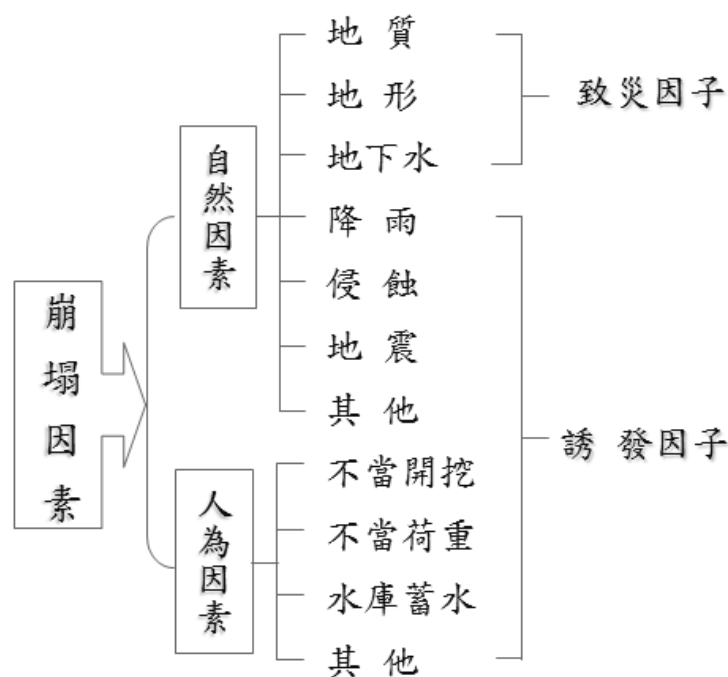 崩塌因素
自然因素
地質
地形
地下水
降雨
侵蝕
地震
其他
人為因素
不當開挖
不當荷重
水庫蓄水
其他
致災因子
誘發因子